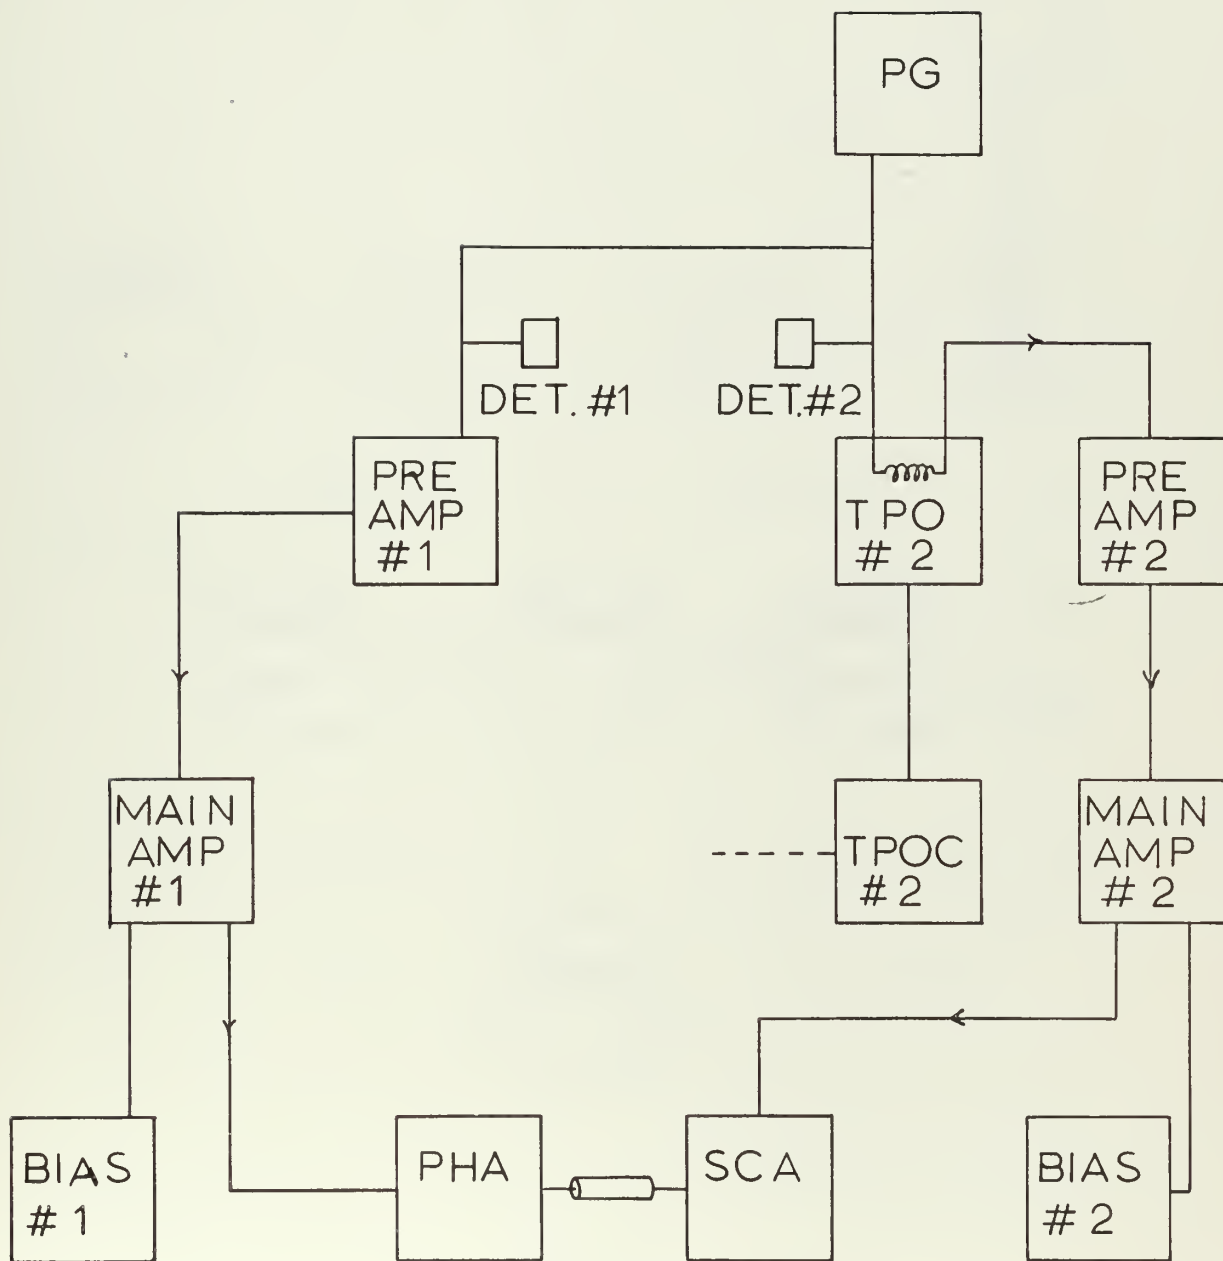 PG
DET. #1
DET.#2
PRE
AMP
#1
TPO
# 2
PRE
AMP
#2
MAIN
AMP
#1
TPOC
#2
MAIN
AMP
# 2
BIAS
# 1
PHA
SCA
BIAS
# 2